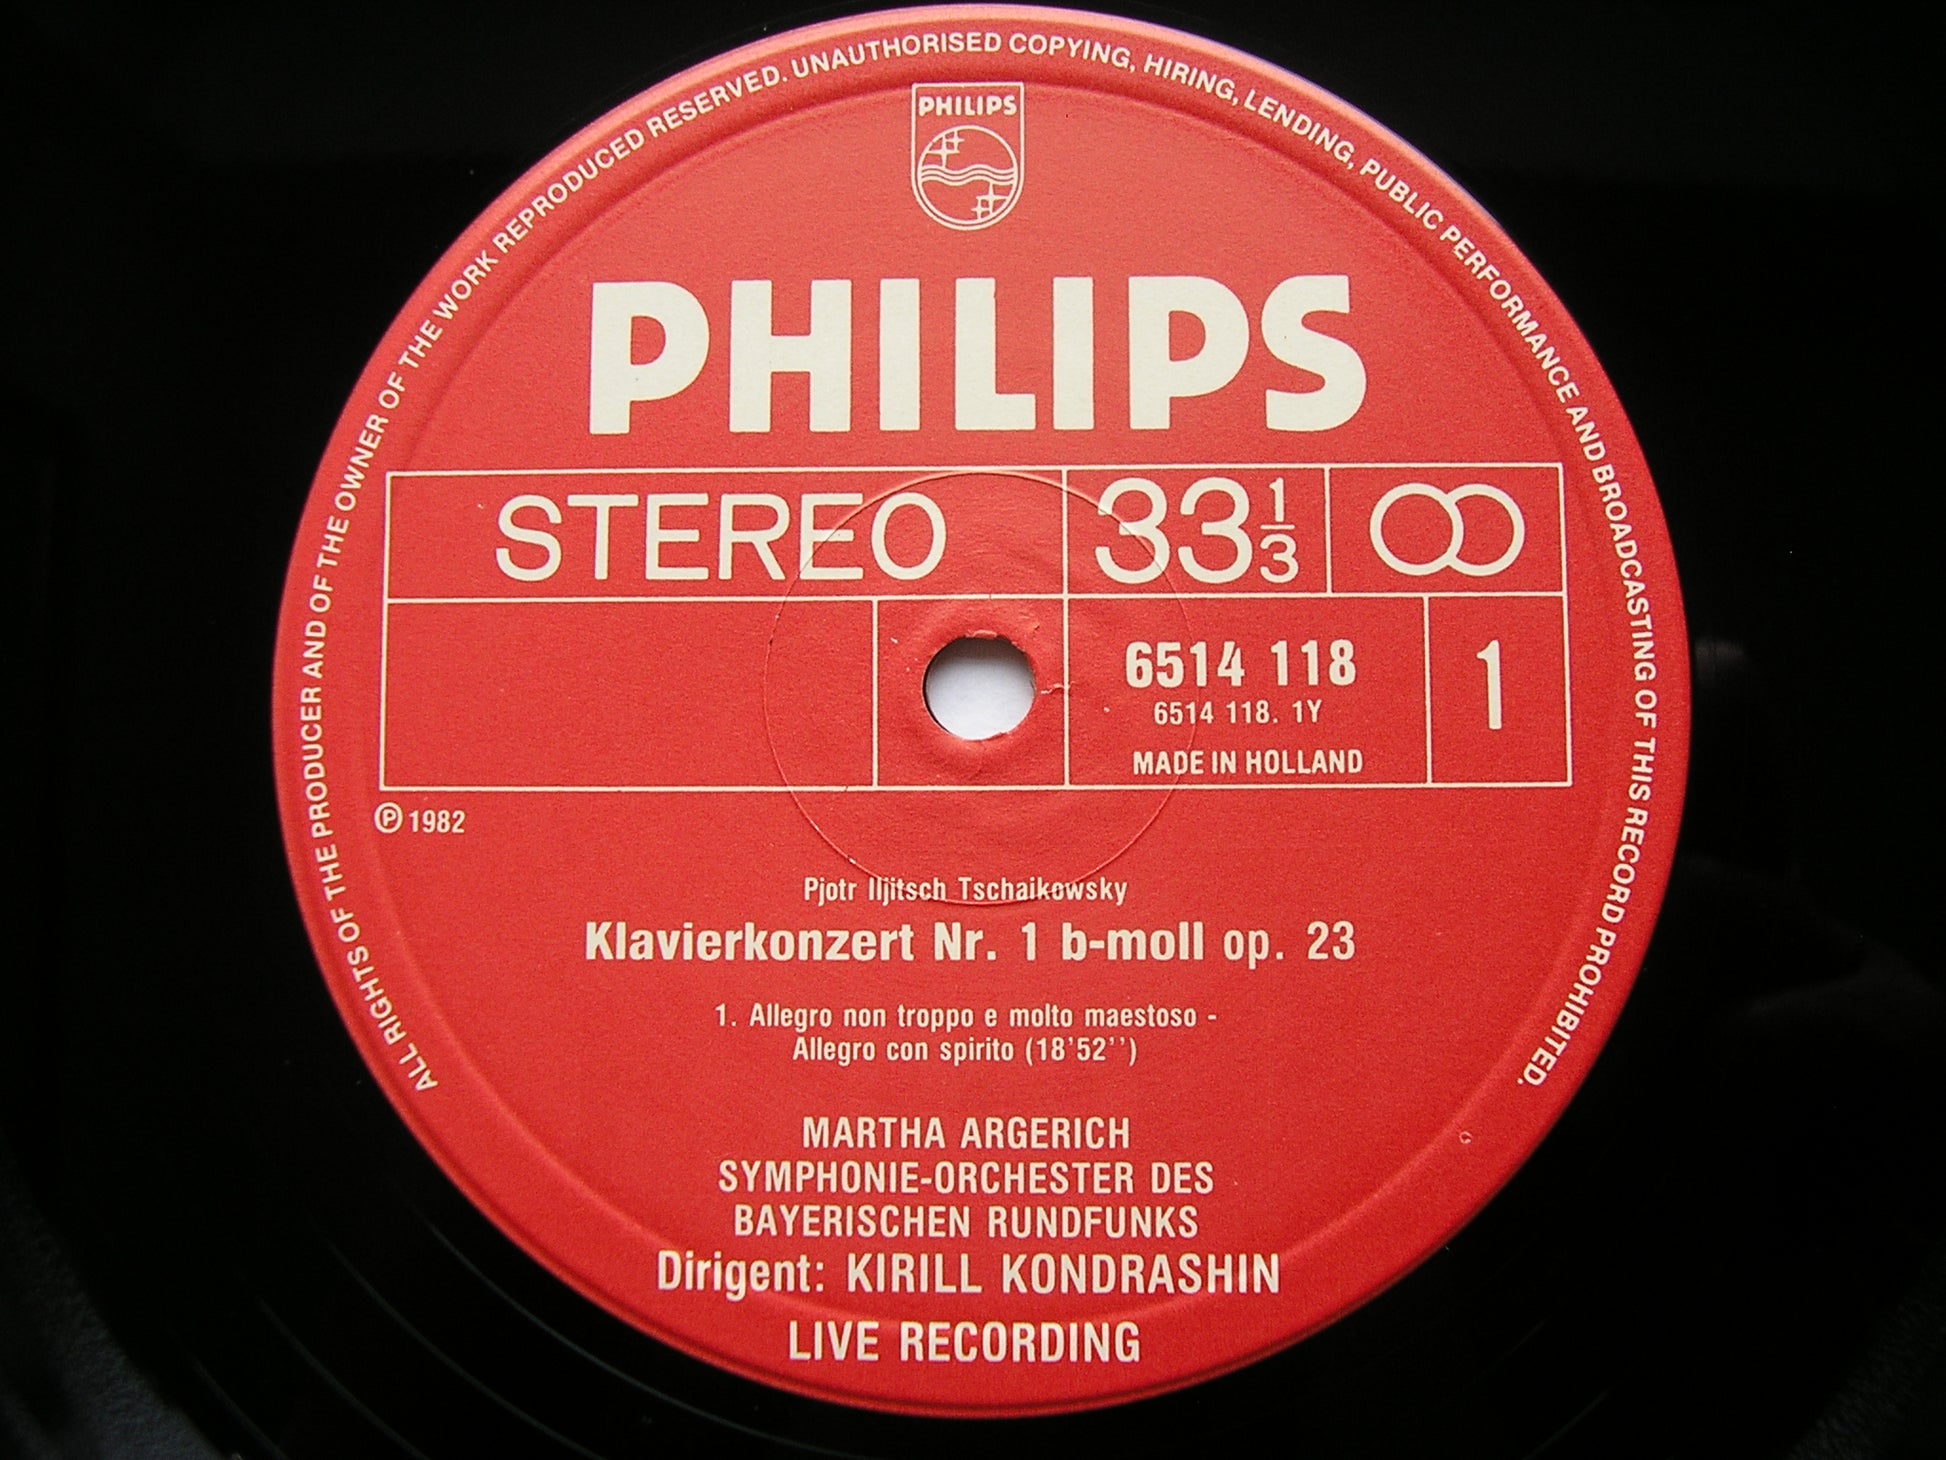 ALL RIGHTS OF THE PRODUCER AND OF THE OWNER OF THE WORK REPRODUCED RESERVED. UNAUTHORISED COPYING, HIRING, LENDING, PUBLIC PERFORMANCE AND BROADCASTING OF THIS RECORD PROHIBITED.
PHILIPS
PHILIPS
STEREO 33 1/3
6514 118 1
6514 118. 1Y
MADE IN HOLLAND
℗ 1982
Pjotr Iljitsch Tschaikowsky
Klavierkonzert Nr. 1 b-moll op. 23
1. Allegro non troppo e molto maestoso -
Allegro con spirito (18'52'')
MARTHA ARGERICH
SYMPHONIE-ORCHESTER DES
BAYERISCHEN RUNDFUNKS
Dirigent: KIRILL KONDRASHIN
LIVE RECORDING